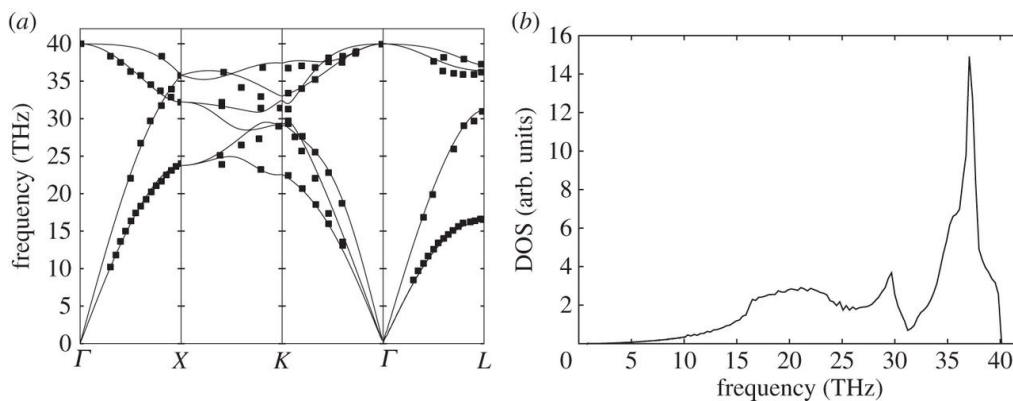 (a)
frequency (THz)
40
35
30
25
20
15
10
5
0
Γ X K Γ L
(b)
DOS (arb. units)
16
14
12
10
8
6
4
2
0 5 10 15 20 25 30 35 40
frequency (THz)